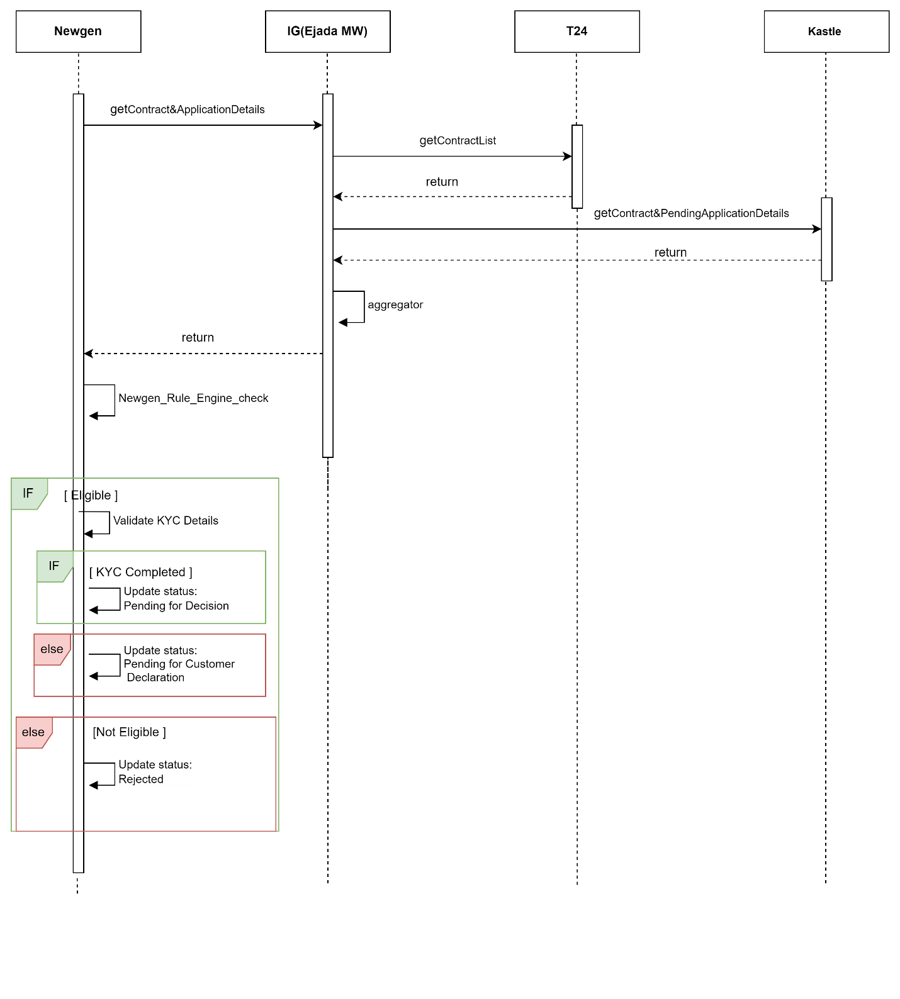 Newgen
IG(Ejada MW)
T24
Kastle
getContract&ApplicationDetails
getContractList
return
getContract&PendingApplicationDetails
return
aggregator
return
Newgen_Rule_Engine_check
IF
[ Eligible ]
Validate KYC Details
IF
[ KYC Completed ]
Update status:
Pending for Decision
else
Update status:
Pending for Customer
Declaration
else
[Not Eligible ]
Update status:
Rejected